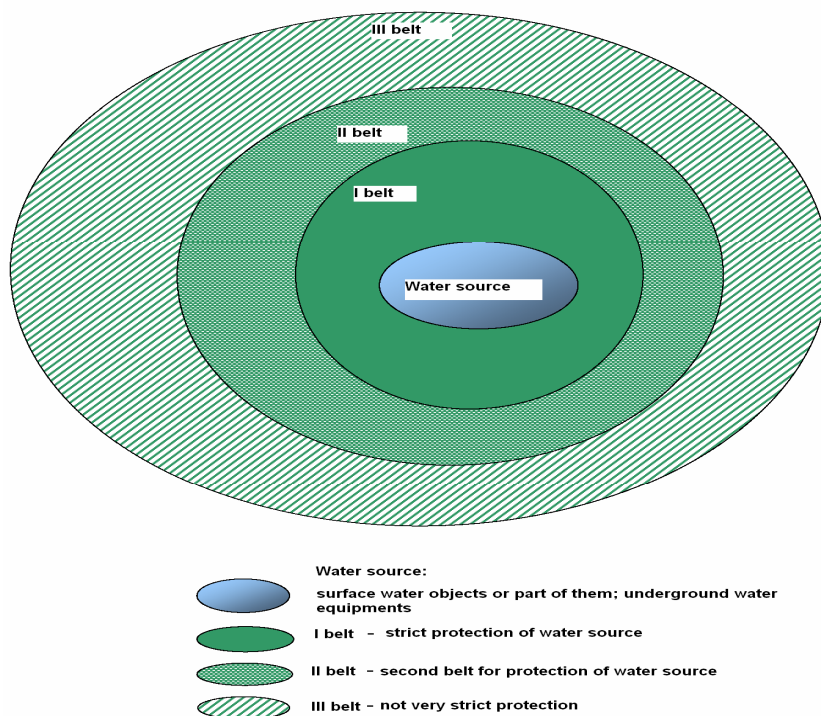 III belt
II belt
I belt
Water source
Water source:
surface water objects or part of them; underground water
equipments
I belt – strict protection of water source
II belt – second belt for protection of water source
III belt – not very strict protection